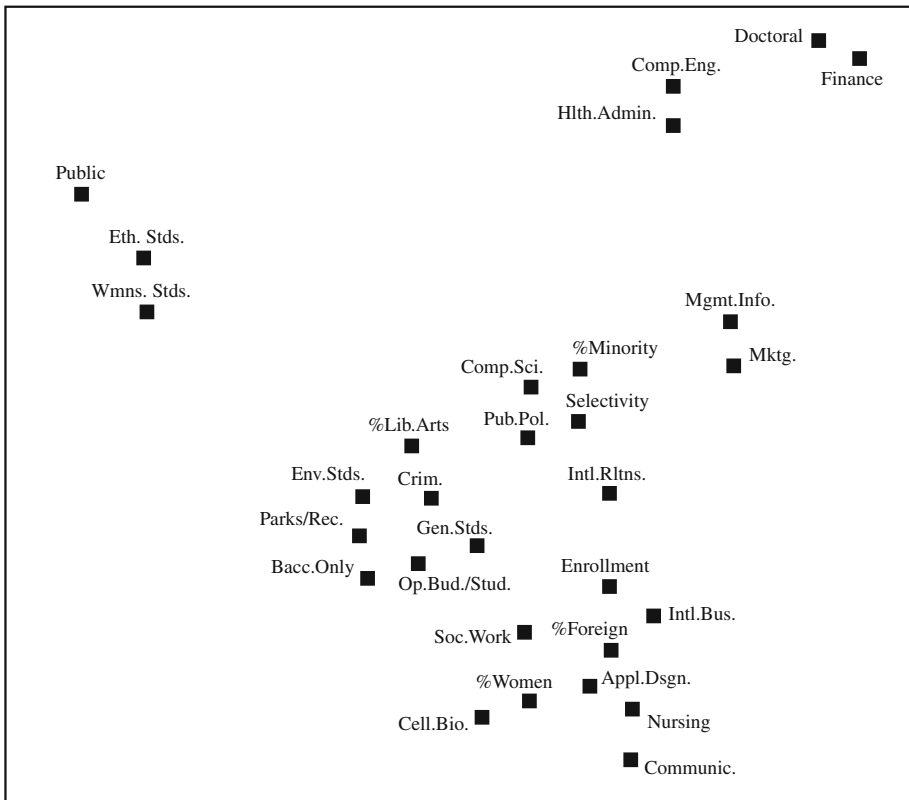 Doctoral
Comp.Eng.
Finance
Hlth.Admin.
Public
Eth. Stds.
Wmns. Stds.
Mgmt.Info.
%Minority
Mktg.
Comp.Sci.
Selectivity
Pub.Pol.
%Lib.Arts
Env.Stds.
Crim.
Intl.Rltns.
Parks/Rec.
Gen.Stds.
Bacc.Only
Enrollment
Op.Bud./Stud.
Intl.Bus.
%Foreign
Soc.Work
%Women
Appl.Dsgn.
Cell.Bio.
Nursing
Communic.